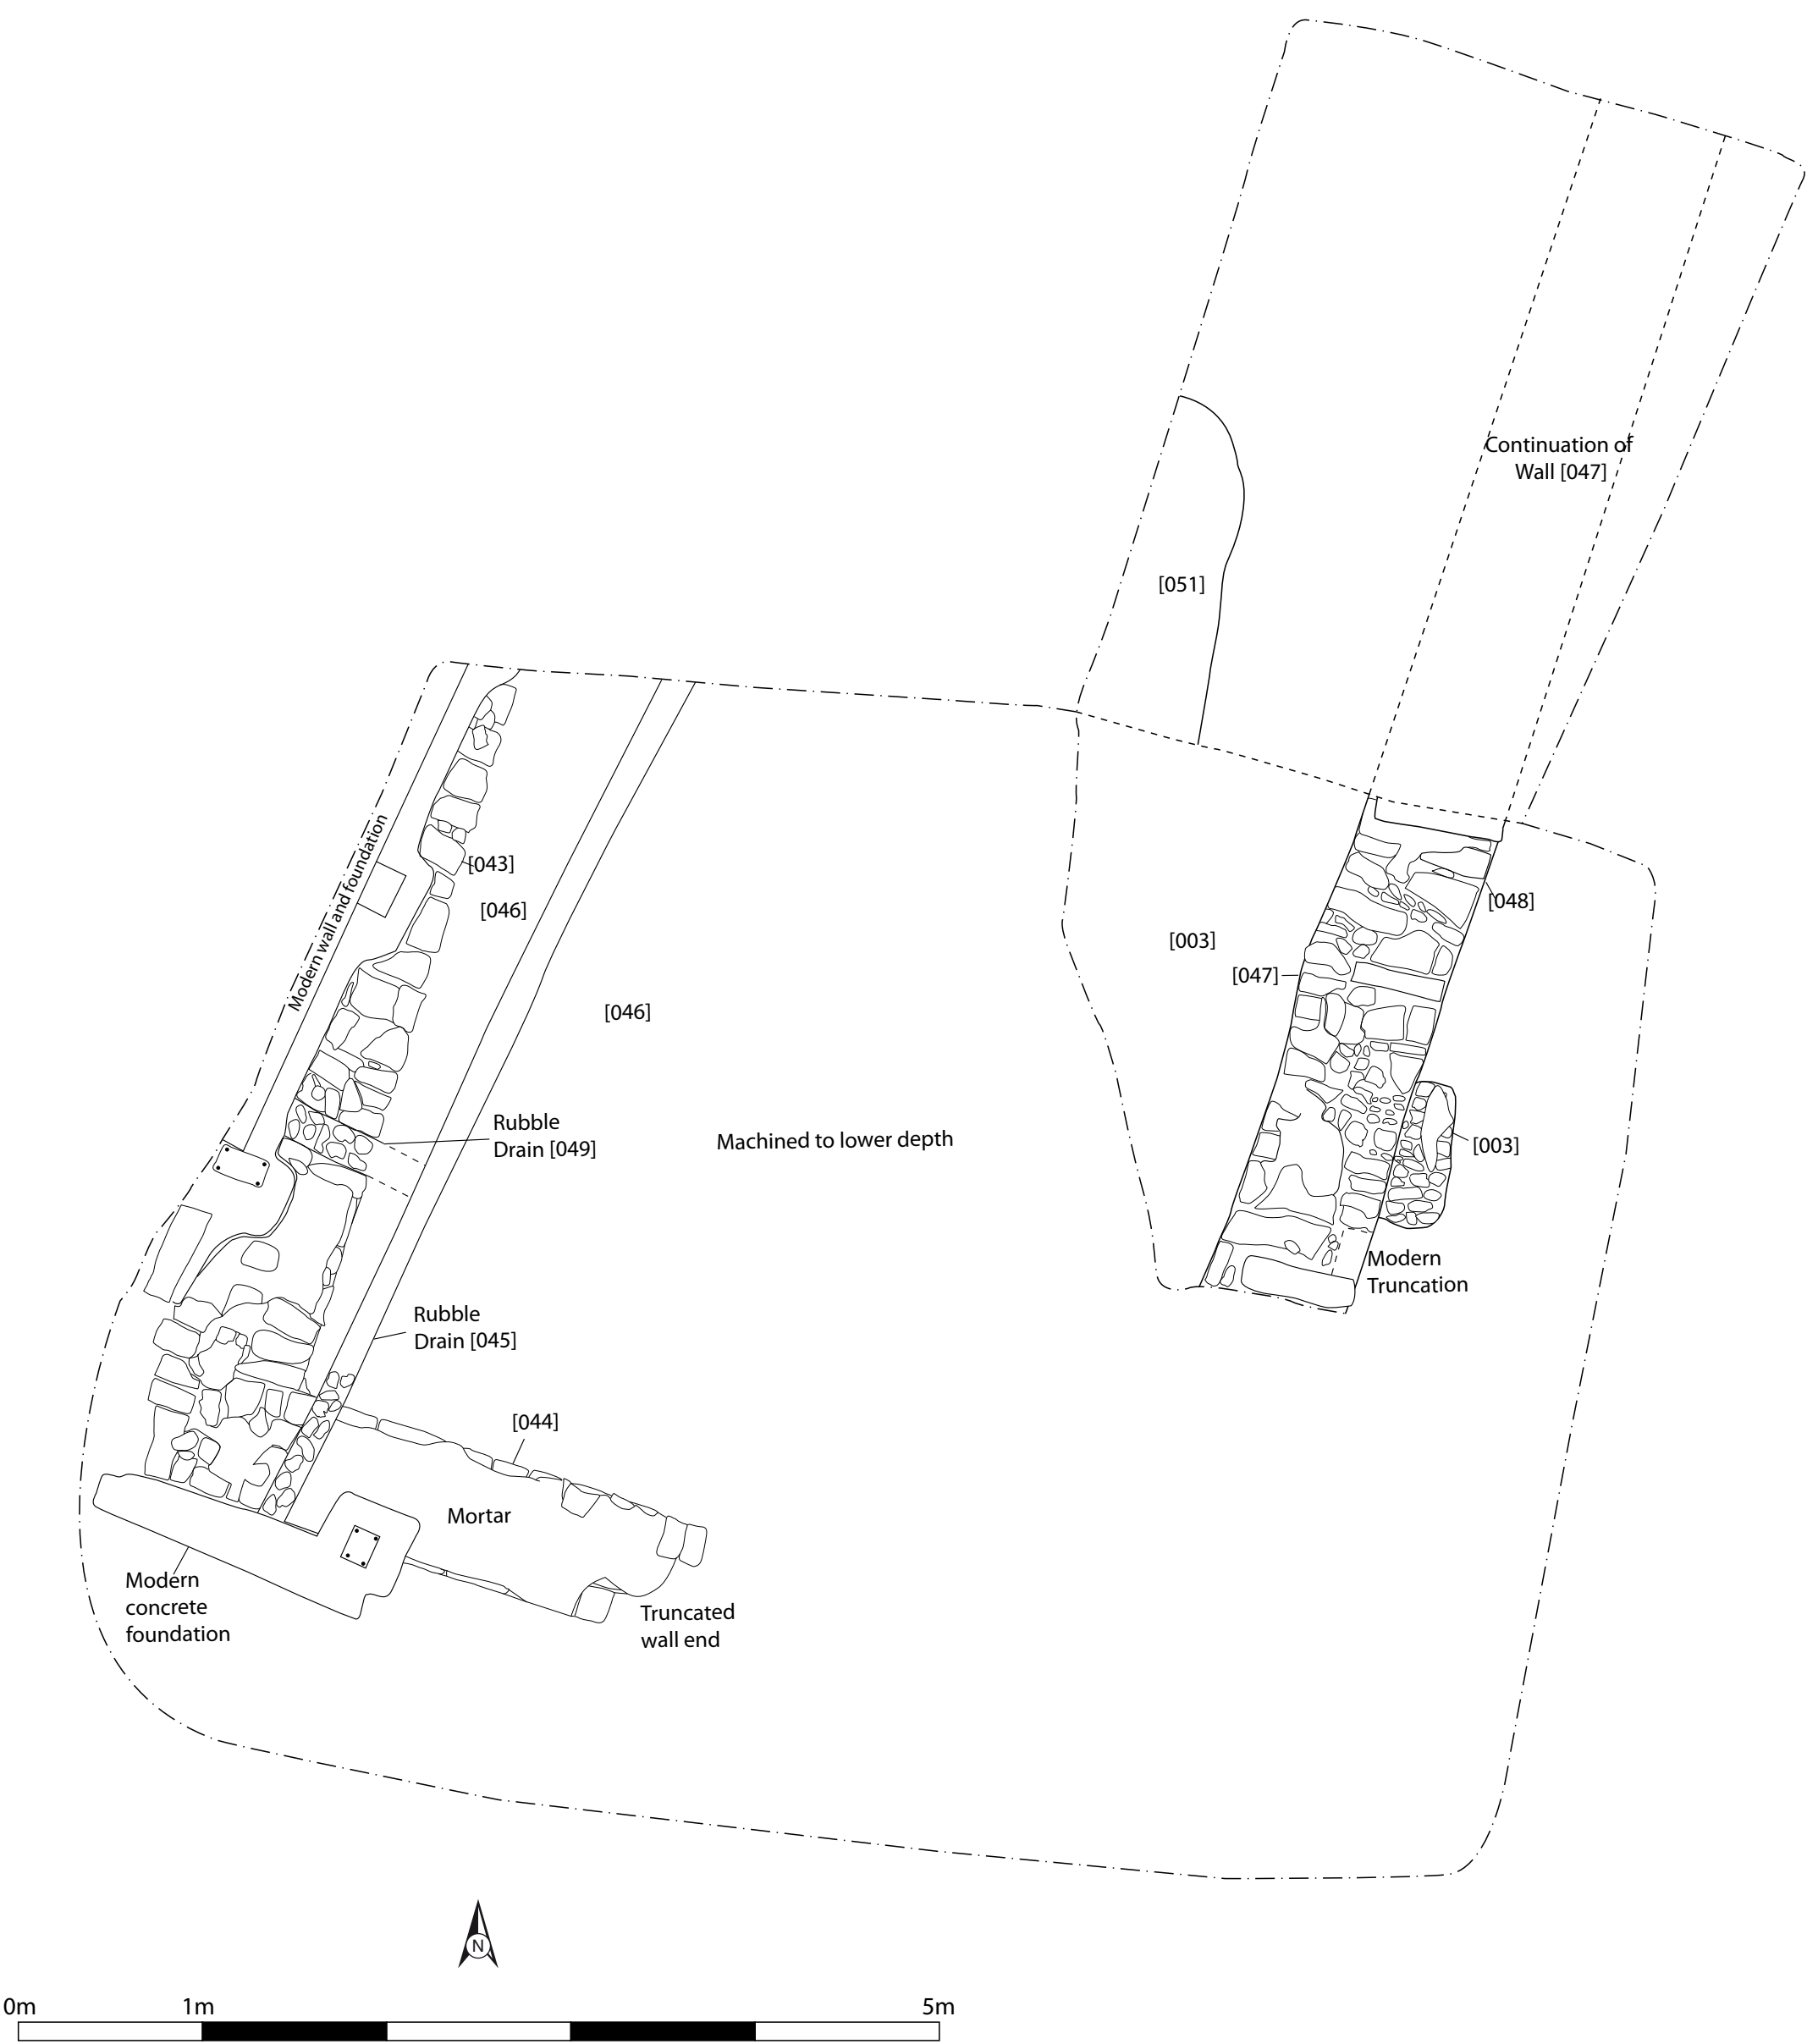 Continuation of
Wall [047]
[051]
Modern wall and foundation
[043]
[046]
[048]
[003]
[047]
[046]
Rubble
Drain [049]
Machined to lower depth
[003]
Modern
Truncation
Rubble
Drain [045]
[044]
Mortar
Modern
concrete
foundation
Truncated
wall end
N
0m 1m 5m